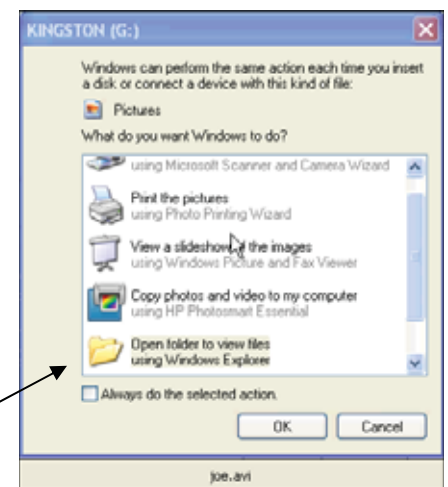 KINGSTON (G:)
Windows can perform the same action each time you insert
a disk or connect a device with this kind of file:
Pictures
What do you want Windows to do?
using Microsoft Scanner and Camera Wizard
Print the pictures
using Photo Printing Wizard
View a slideshow of the images
using Windows Picture and Fax Viewer
Copy photos and video to my computer
using HP Photosmart Essential
Open folder to view files
using Windows Explorer
Always do the selected action.
OK
Cancel
joe.avi